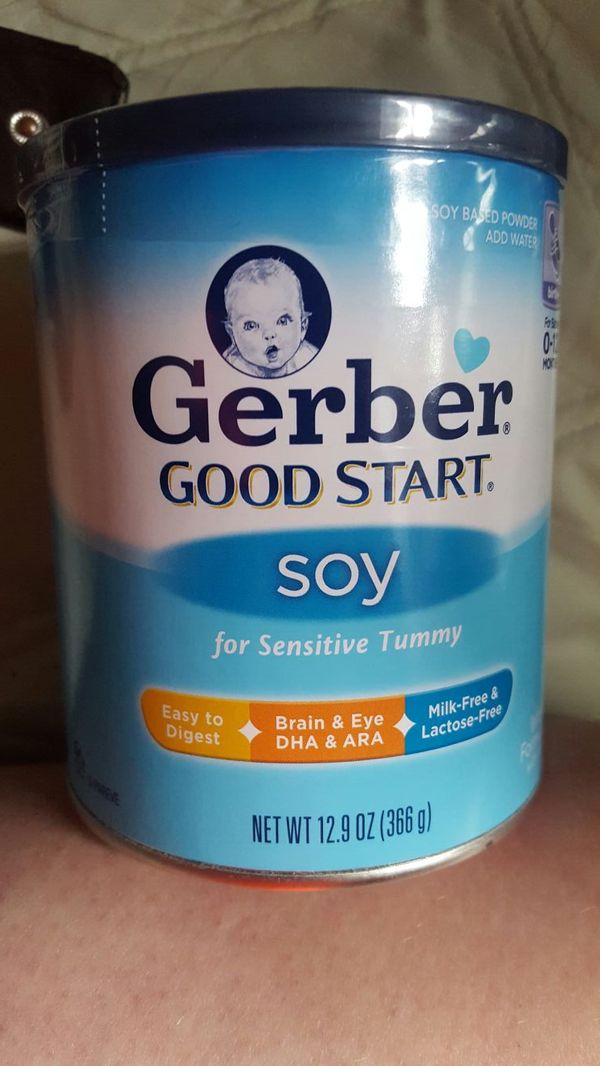 SOY BASED POWDER
ADD WATER
Gerber®
GOOD START®
soy
for Sensitive Tummy
Easy to
Digest
Brain & Eye
DHA & ARA
Milk-Free &
Lactose-Free
NET WT 12.9 OZ (366 g)